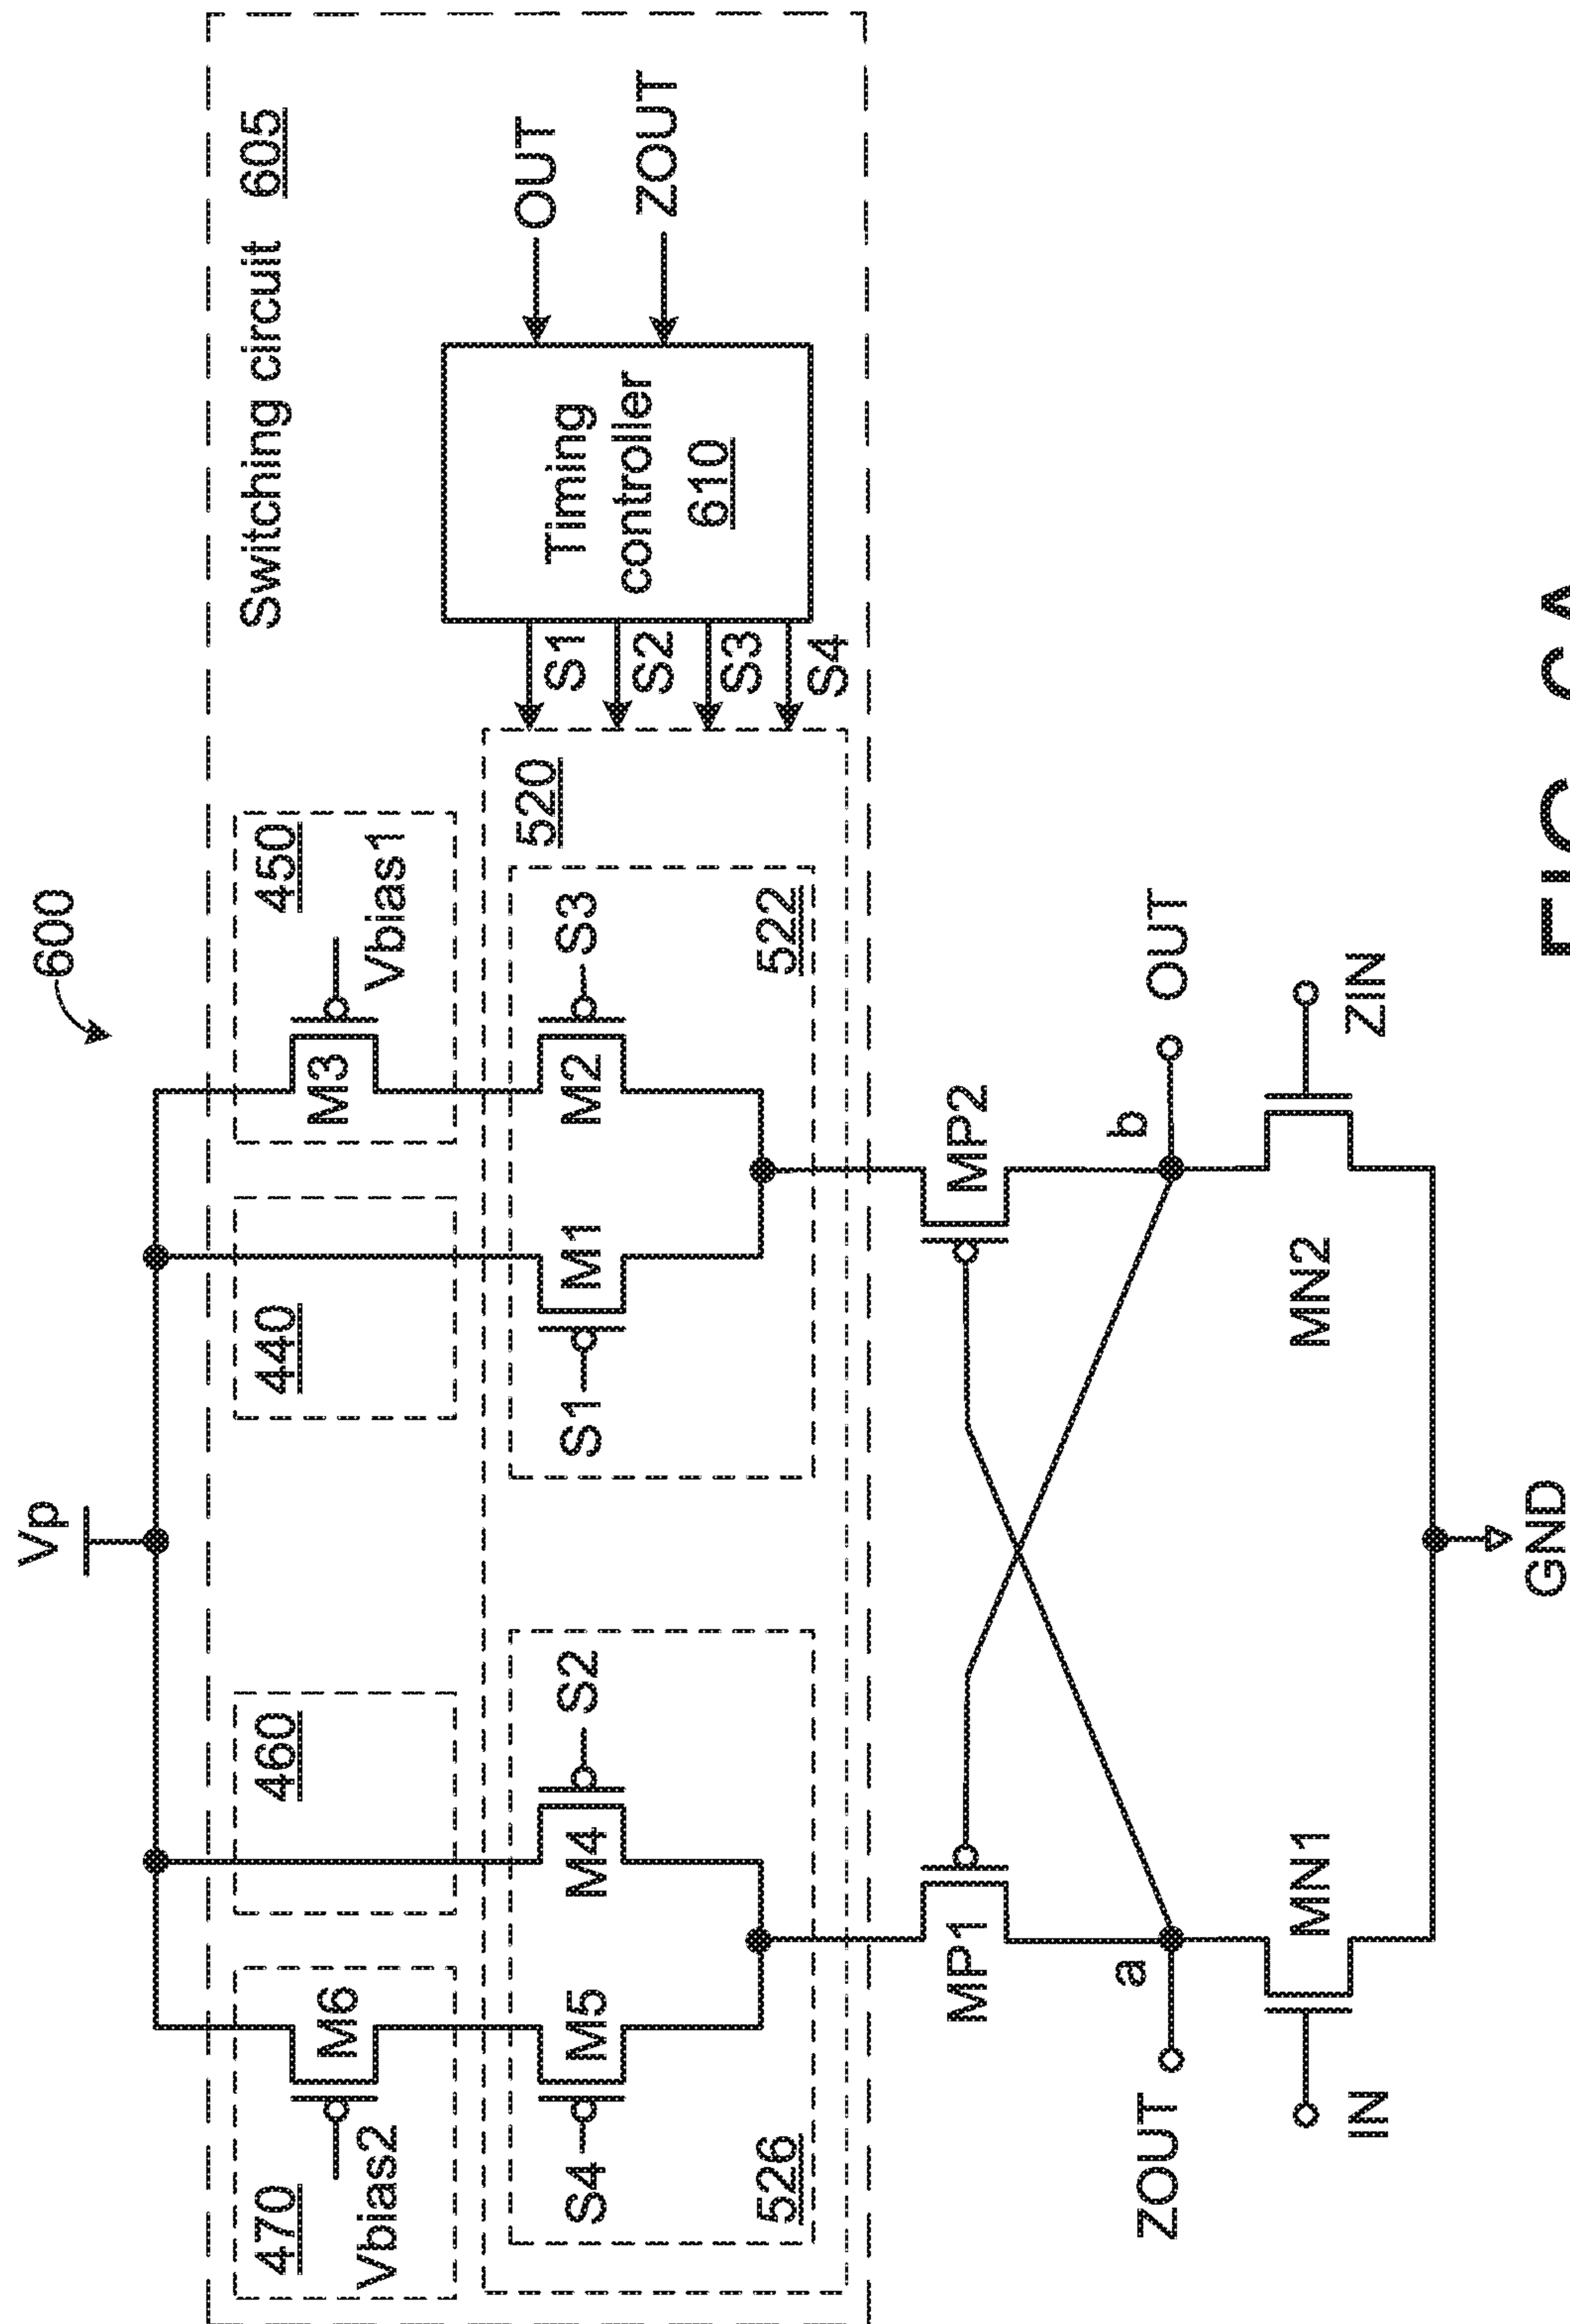 600
Vp
Switching circuit 605
470
M6
Vbias2
460
440
450
M3
Vbias1
520
S4
M5
M4
S2
526
S1
M1
M2
S3
522
S1
S2
S3
S4
Timing
controller
610
OUT
ZOUT
MP1
MP2
a
b
ZOUT
OUT
IN
MN1
MN2
ZIN
GND